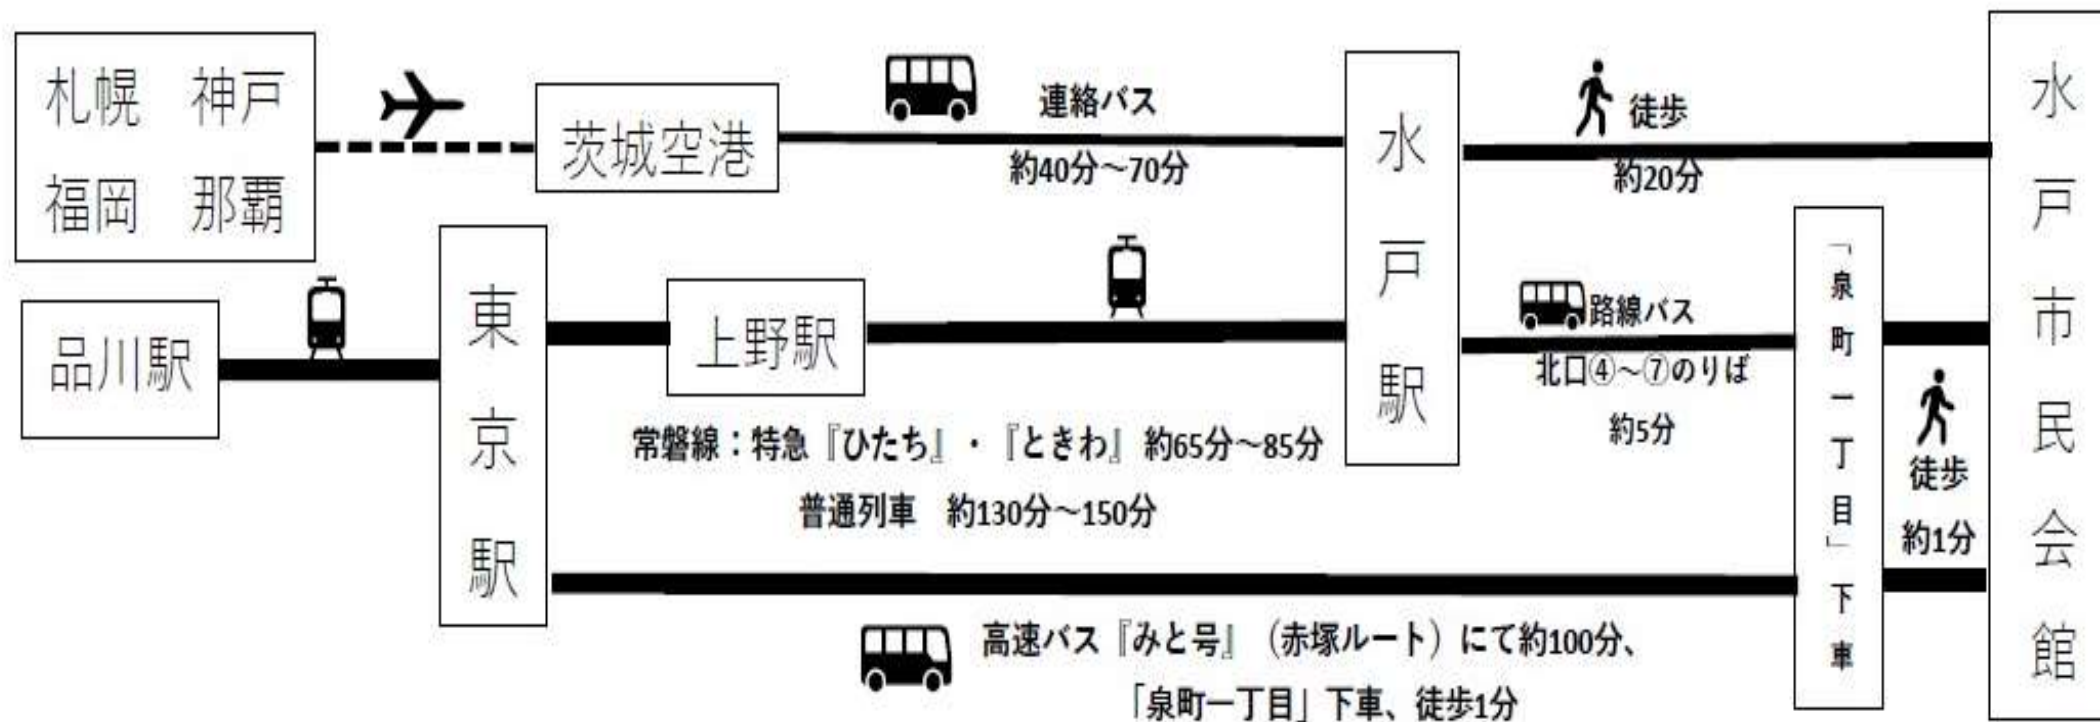 札幌　神戸
福岡　那覇
茨城空港
連絡バス
約40分～70分
水戸駅
徒歩
約20分
水戸市民会館
品川駅
東京駅
上野駅
常磐線：特急『ひたち』・『ときわ』約65分～85分
普通列車　約130分～150分
路線バス
北口④～⑦のりば
約5分
「泉町一丁目」下車
徒歩
約1分
高速バス『みと号』（赤塚ルート）にて約100分、
「泉町一丁目」下車、徒歩1分